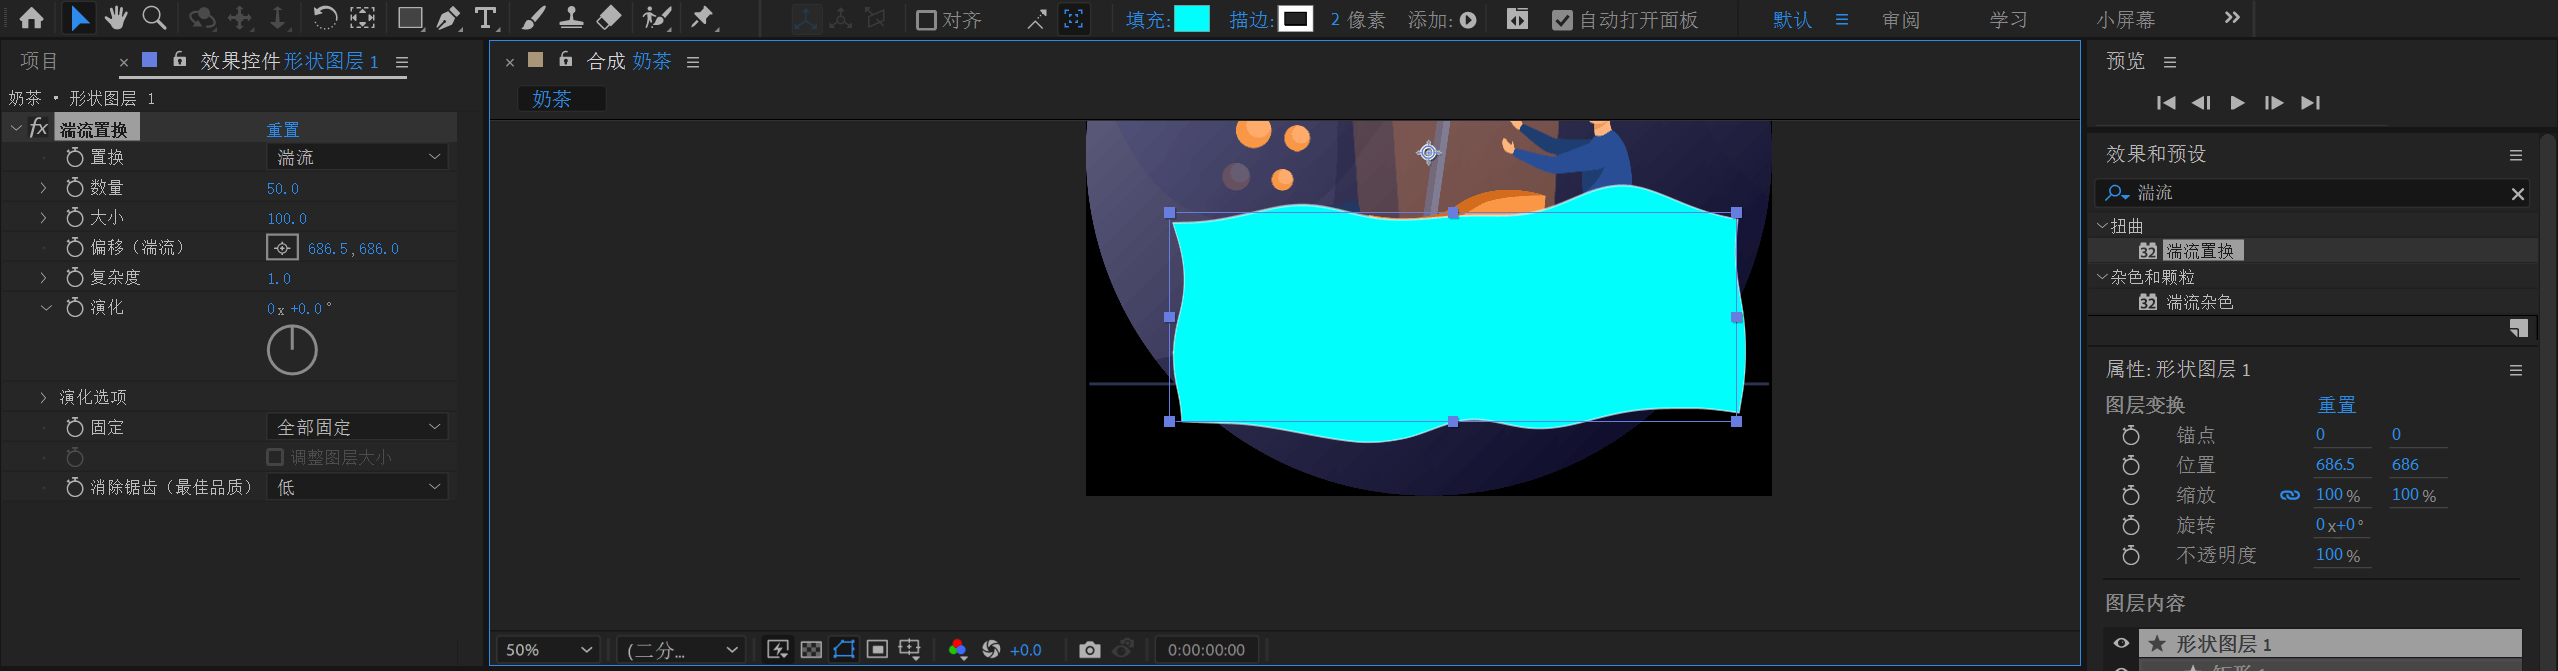 对齐 填充: 描边: 2 像素 添加: 自动打开面板 默认 审阅 学习 小屏幕
项目 × 效果控件 形状图层 1
奶茶 • 形状图层 1
fx 湍流置换 重置
置换 湍流
数量 50.0
大小 100.0
偏移（湍流） 686.5,686.0
复杂度 1.0
演化 0x+0.0°
演化选项
固定 全部固定
调整图层大小
消除锯齿（最佳品质） 低
× 合成 奶茶
奶茶
50% (二分... +0.0 0:00:00:00
预览
效果和预设
湍流
扭曲
32 湍流置换
杂色和颗粒
32 湍流杂色
属性: 形状图层 1
图层变换 重置
锚点 0 0
位置 686.5 686
缩放 100% 100%
旋转 0x+0°
不透明度 100%
图层内容
形状图层 1